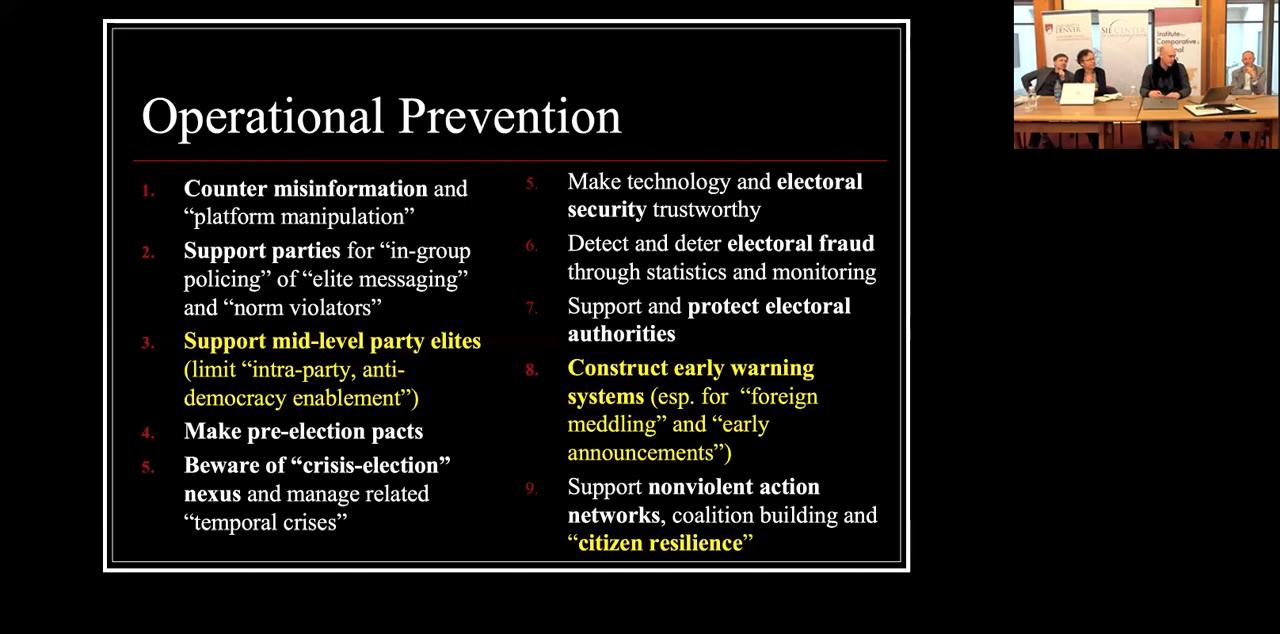 Operational Prevention
1. Counter misinformation and
“platform manipulation”
2. Support parties for “in-group
policing” of “elite messaging”
and “norm violators”
3. Support mid-level party elites
(limit “intra-party, anti-
democracy enablement”)
4. Make pre-election pacts
5. Beware of “crisis-election”
nexus and manage related
“temporal crises”
5. Make technology and electoral
security trustworthy
6. Detect and deter electoral fraud
through statistics and monitoring
7. Support and protect electoral
authorities
8. Construct early warning
systems (esp. for “foreign
meddling” and “early
announcements”)
9. Support nonviolent action
networks, coalition building and
“citizen resilience”
DENVER
SIÉ CENTER
Institute for
Comparative &